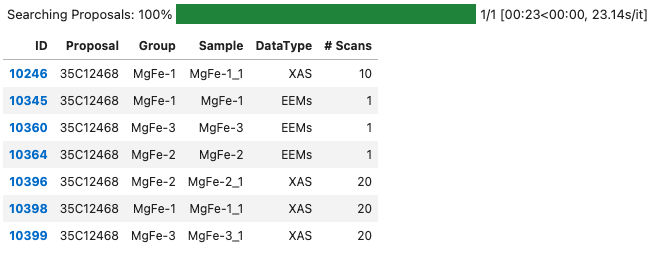 Searching Proposals: 100% 1/1 [00:23<00:00, 23.14s/it]
ID Proposal Group Sample DataType # Scans
10246 35C12468 MgFe-1 MgFe-1_1 XAS 10
10345 35C12468 MgFe-1 MgFe-1 EEMs 1
10360 35C12468 MgFe-3 MgFe-3 EEMs 1
10364 35C12468 MgFe-2 MgFe-2 EEMs 1
10396 35C12468 MgFe-2 MgFe-2_1 XAS 20
10398 35C12468 MgFe-1 MgFe-1_1 XAS 20
10399 35C12468 MgFe-3 MgFe-3_1 XAS 20